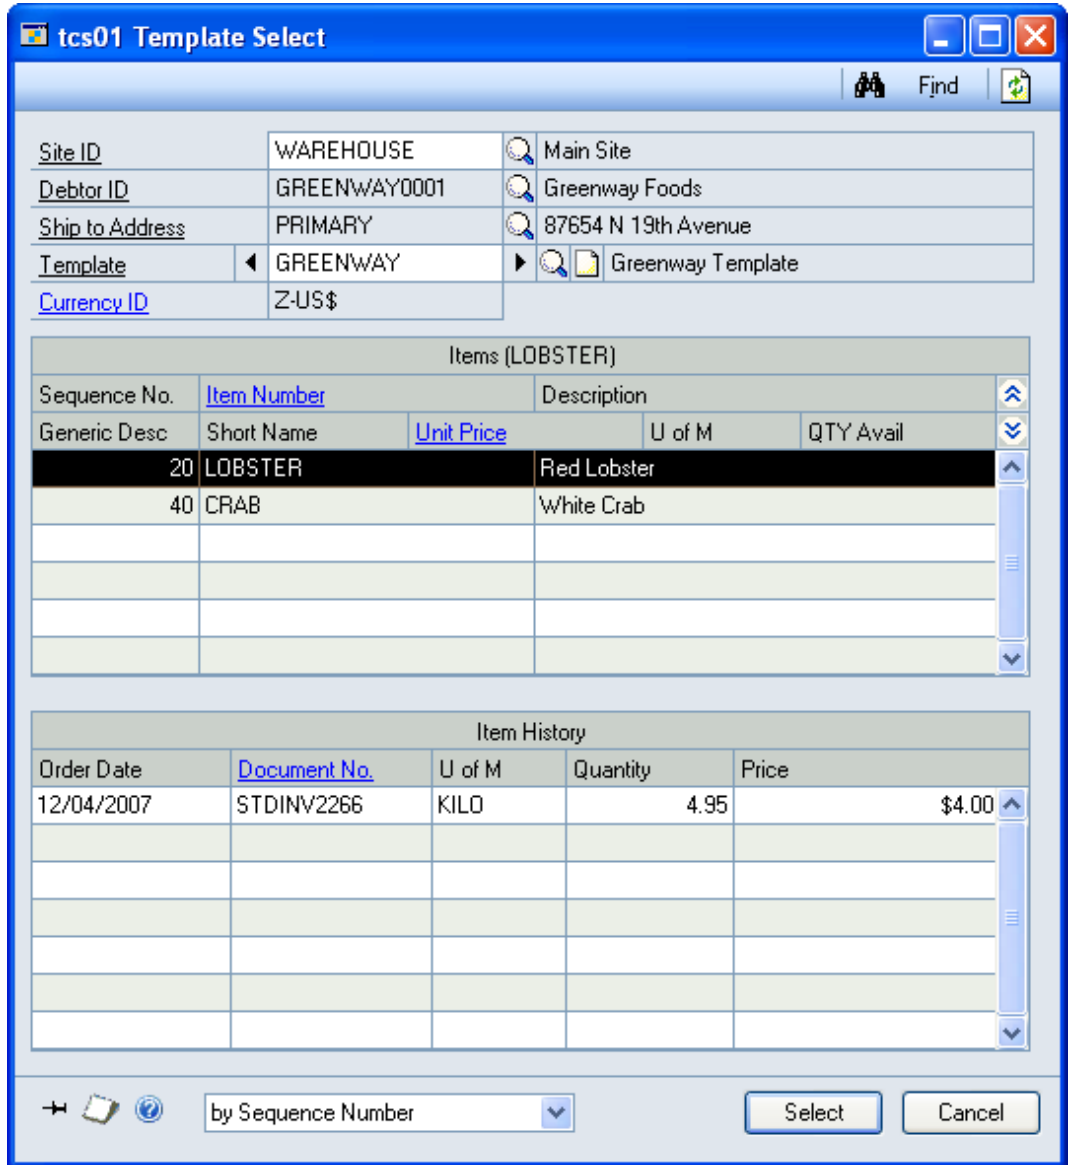 tcs01 Template Select
Find
Site ID WAREHOUSE Main Site
Debtor ID GREENWAY0001 Greenway Foods
Ship to Address PRIMARY 87654 N 19th Avenue
Template GREENWAY Greenway Template
Currency ID Z-US$
Items (LOBSTER)
Sequence No. Item Number Description
Generic Desc Short Name Unit Price U of M QTY Avail
20 LOBSTER Red Lobster
40 CRAB White Crab
Item History
Order Date Document No. U of M Quantity Price
12/04/2007 STDINV2266 KILO 4.95 $4.00
by Sequence Number Select Cancel